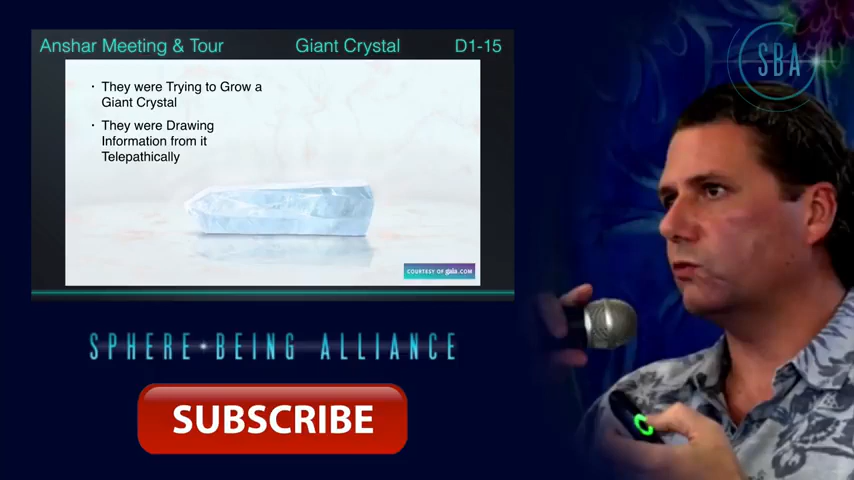 Anshar Meeting & Tour Giant Crystal D1-15
SBA
· They were Trying to Grow a
Giant Crystal
· They were Drawing
Information from it
Telepathically
COURTESY OF gaia.COM
SPHERE BEING ALLIANCE
SUBSCRIBE